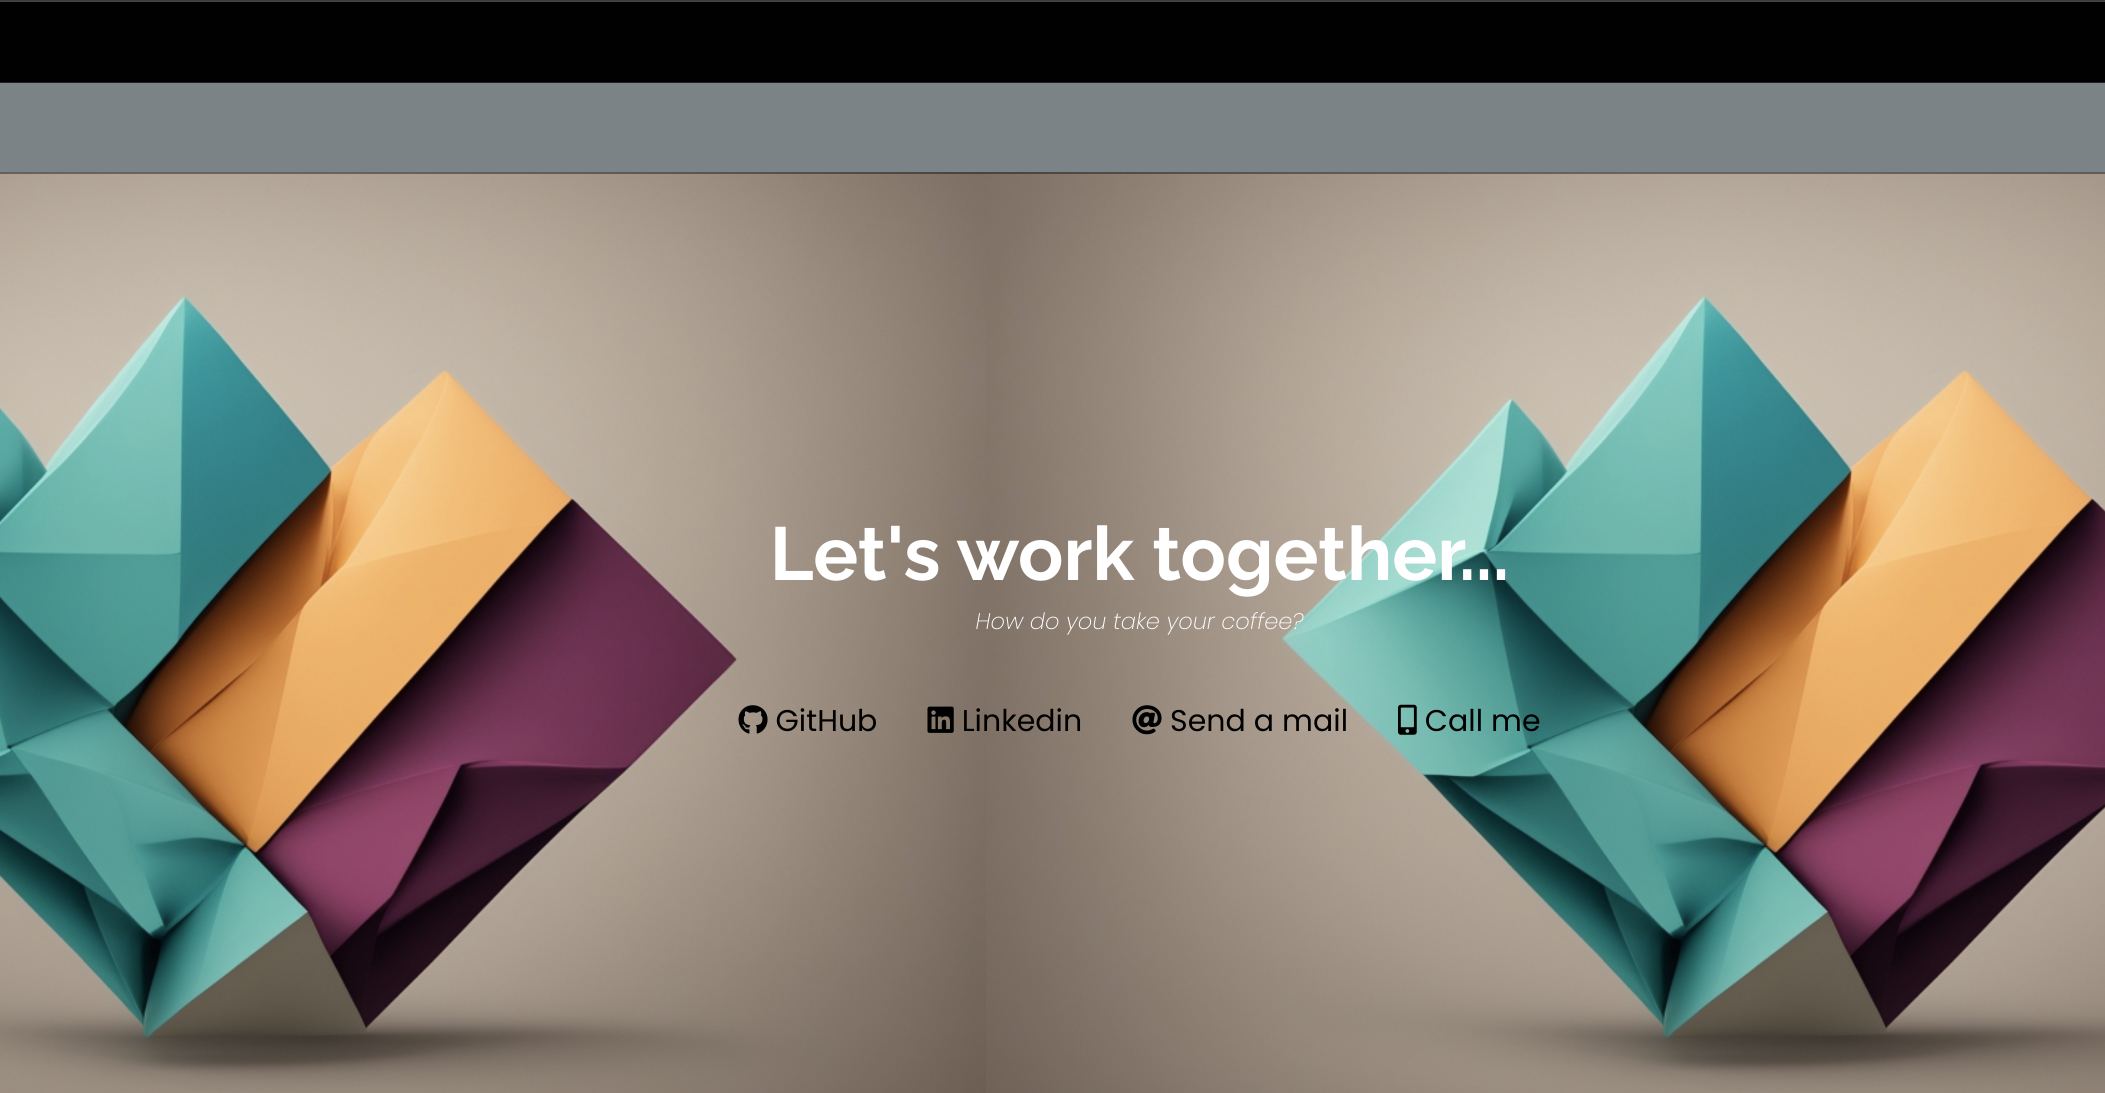 Let's work together...
How do you take your coffee?
GitHub Linkedin Send a mail Call me